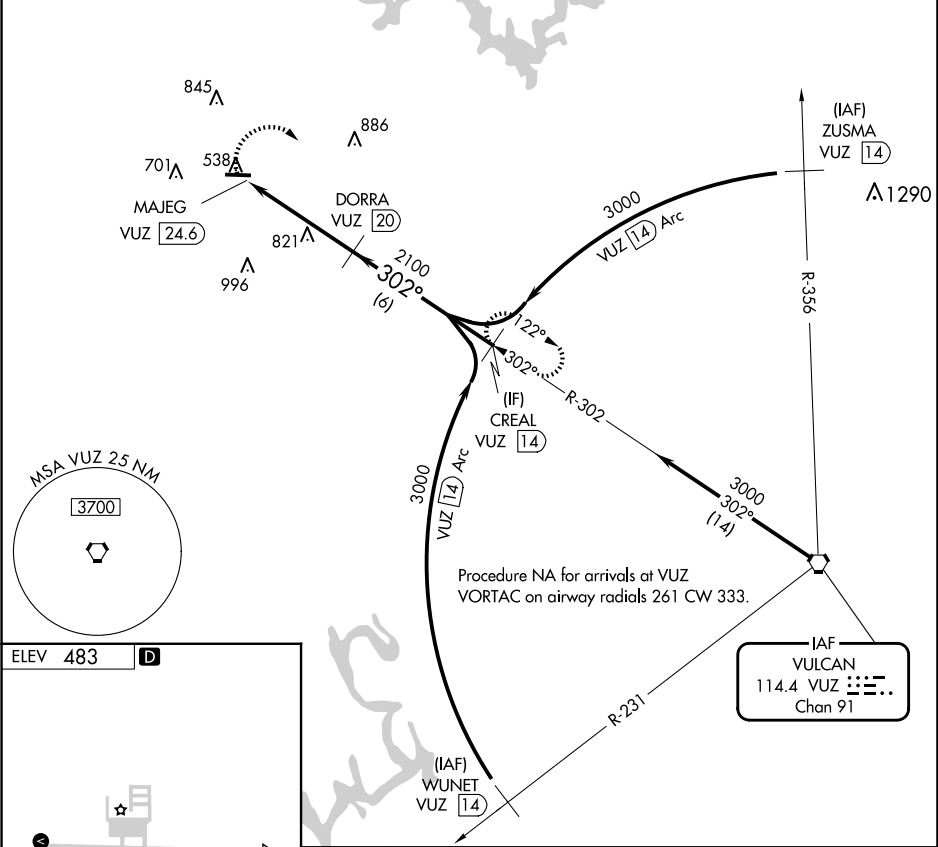 845
886
701
538
(IAF)
ZUSMA
VUZ 14
1290
MAJEG
VUZ 24.6
DORRA
VUZ 20
821
996
3000
VUZ 14 Arc
2100
302°
(6)
R-356
122°
302°
R-302
(IF)
CREAL
VUZ 14
MSA VUZ 25 NM
3700
3000
VUZ 14 Arc
3000
302°
(14)
Procedure NA for arrivals at VUZ
VORTAC on airway radials 261 CW 333.
IAF
VULCAN
114.4 VUZ
Chan 91
ELEV 483 D
R-231
(IAF)
WUNET
VUZ 14